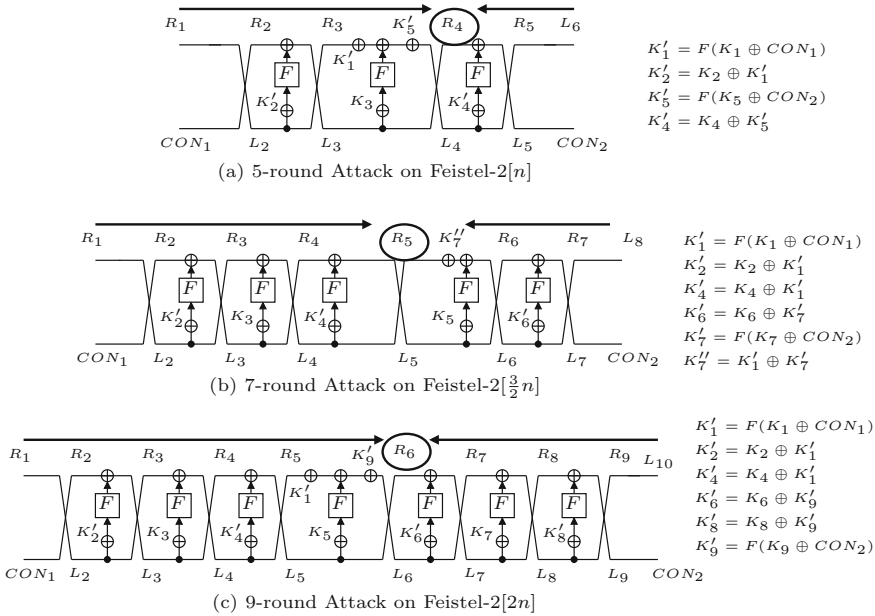 R₁ R₂ R₃ K′₅ R₄ R₅ L₆
K′₁
F F F
K′₂ K₃ K′₄
CON₁ L₂ L₃ L₄ L₅ CON₂
K′₁ = F(K₁ ⊕ CON₁)
K′₂ = K₂ ⊕ K′₁
K′₅ = F(K₅ ⊕ CON₂)
K′₄ = K₄ ⊕ K′₅
(a) 5-round Attack on Feistel-2[n]
R₁ R₂ R₃ R₄ R₅ K″₇ R₆ R₇ L₈
F F F F F
K′₂ K₃ K′₄ K₅ K′₆
CON₁ L₂ L₃ L₄ L₅ L₆ L₇ CON₂
K′₁ = F(K₁ ⊕ CON₁)
K′₂ = K₂ ⊕ K′₁
K′₄ = K₄ ⊕ K′₁
K′₆ = K₆ ⊕ K′₇
K′₇ = F(K₇ ⊕ CON₂)
K″₇ = K′₁ ⊕ K′₇
(b) 7-round Attack on Feistel-2[3/2 n]
R₁ R₂ R₃ R₄ R₅ K′₉ R₆ R₇ R₈ R₉ L₁₀
K′₁
F F F F F F F
K′₂ K₃ K′₄ K₅ K′₆ K₇ K′₈
CON₁ L₂ L₃ L₄ L₅ L₆ L₇ L₈ L₉ CON₂
K′₁ = F(K₁ ⊕ CON₁)
K′₂ = K₂ ⊕ K′₁
K′₄ = K₄ ⊕ K′₁
K′₆ = K₆ ⊕ K′₉
K′₈ = K₈ ⊕ K′₉
K′₉ = F(K₉ ⊕ CON₂)
(c) 9-round Attack on Feistel-2[2n]